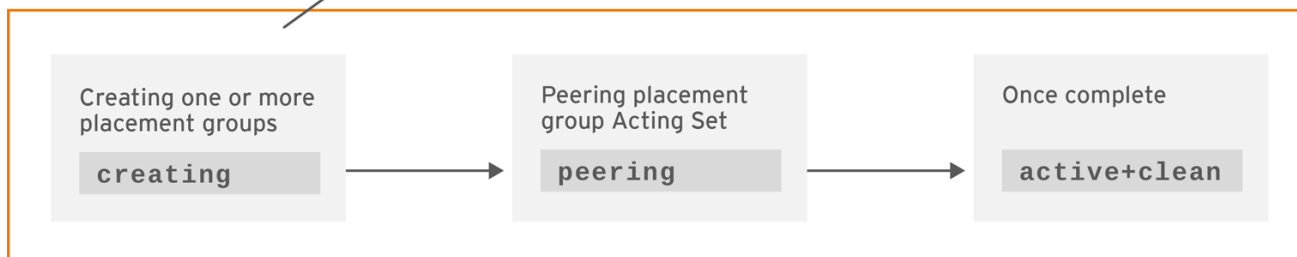 Creating one or more
placement groups
creating
Peering placement
group Acting Set
peering
Once complete
active+clean